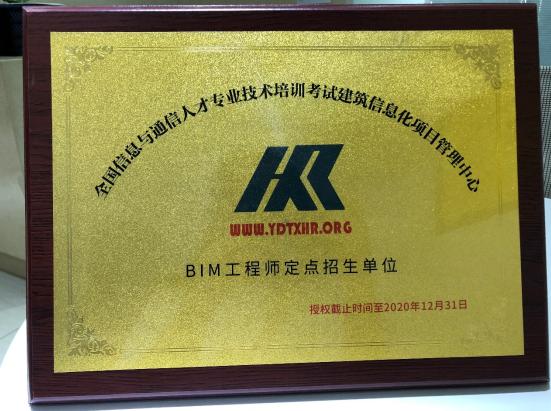 全国信息与通信人才专业技术培训考试建筑信息化项目管理中心
HR
WWW.YDTXHR.ORG
BIM工程师定点招生单位
授权截止时间至2020年12月31日